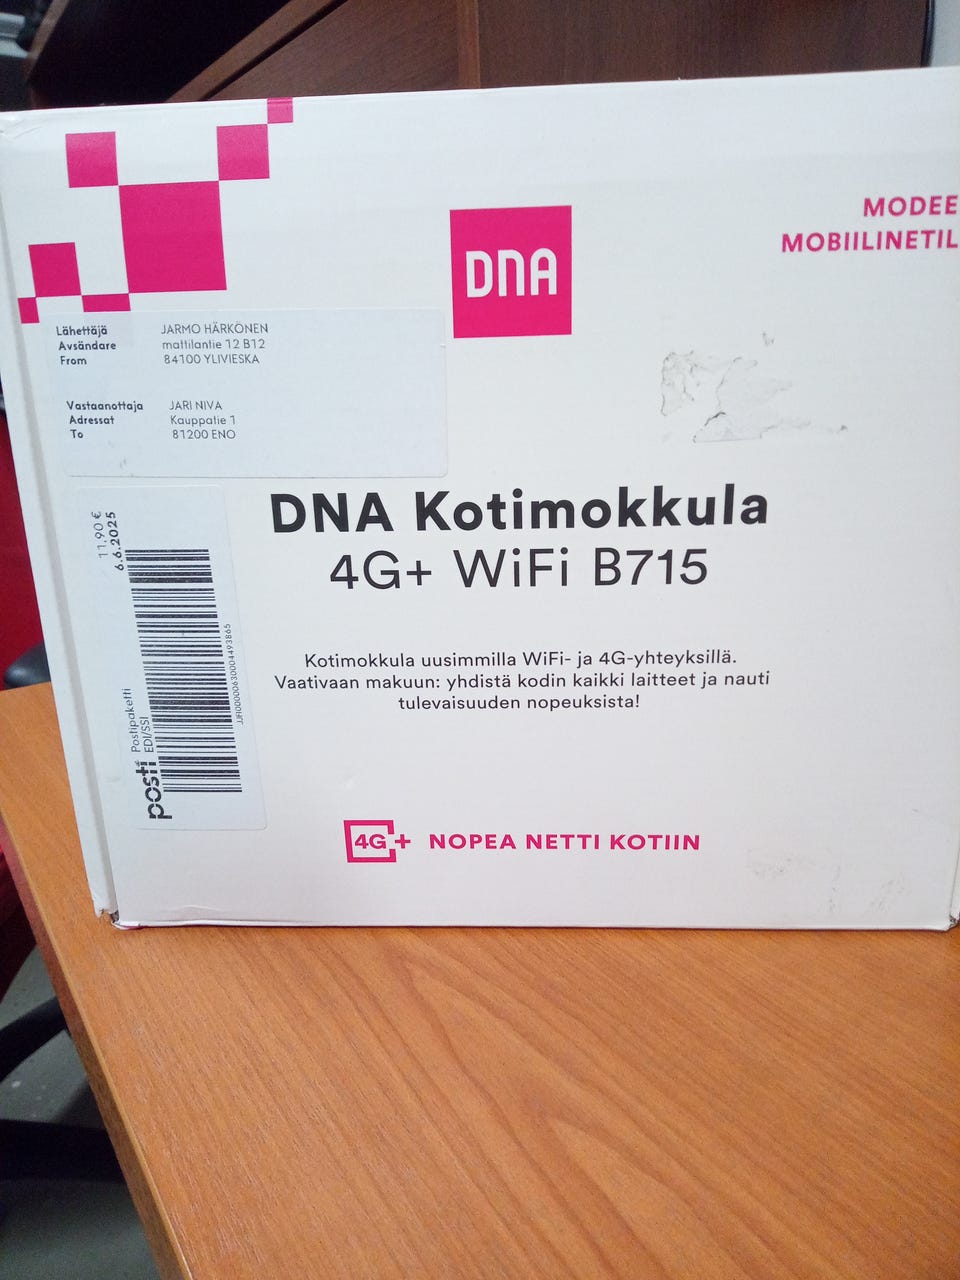 MODEE
MOBIILINETIL
DNA
Lähettäjä JARMO HÄRKÖNEN
Avsändare mattilantie 12 B12
From 84100 YLIVIESKA
Vastaanottaja JARI NIVA
Adressat Kauppatie 1
To 81200 ENO
DNA Kotimokkula
4G+ WiFi B715
11.90 €
6.6.2025
Postipaketti
EDI/SSI
posti
JJFI00000630004493865
Kotimokkula uusimmilla WiFi- ja 4G-yhteyksillä.
Vaativaan makuun: yhdistä kodin kaikki laitteet ja nauti
tulevaisuuden nopeuksista!
4G+ NOPEA NETTI KOTIIN